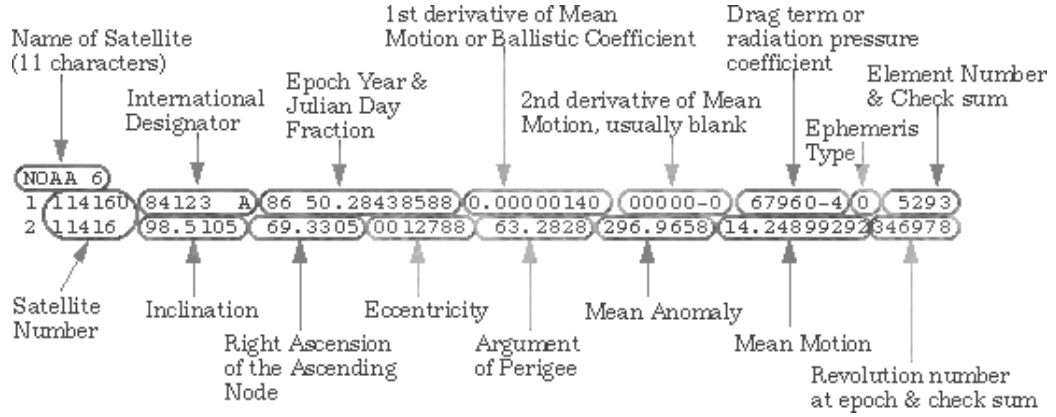 1st derivative of Mean
Motion or Ballistic Coefficient
Drag term or
radiation pressure
coefficient
Name of Satellite
(11 characters)
Element Number
& Check sum
International
Designator
Epoch Year &
Julian Day
Fraction
2nd derivative of Mean
Motion, usually blank
Ephemeris
Type
NOAA 6
1 11416U 84123 A 86 50.28438588 0.00000140 00000-0 67960-4 0 5293
2 11416 98.5105 69.3305 0012788 63.2828 296.9658 14.24899292 346978
Satellite
Number
Inclination
Right Ascension
of the Ascending
Node
Eccentricity
Argument
of Perigee
Mean Anomaly
Mean Motion
Revolution number
at epoch & check sum